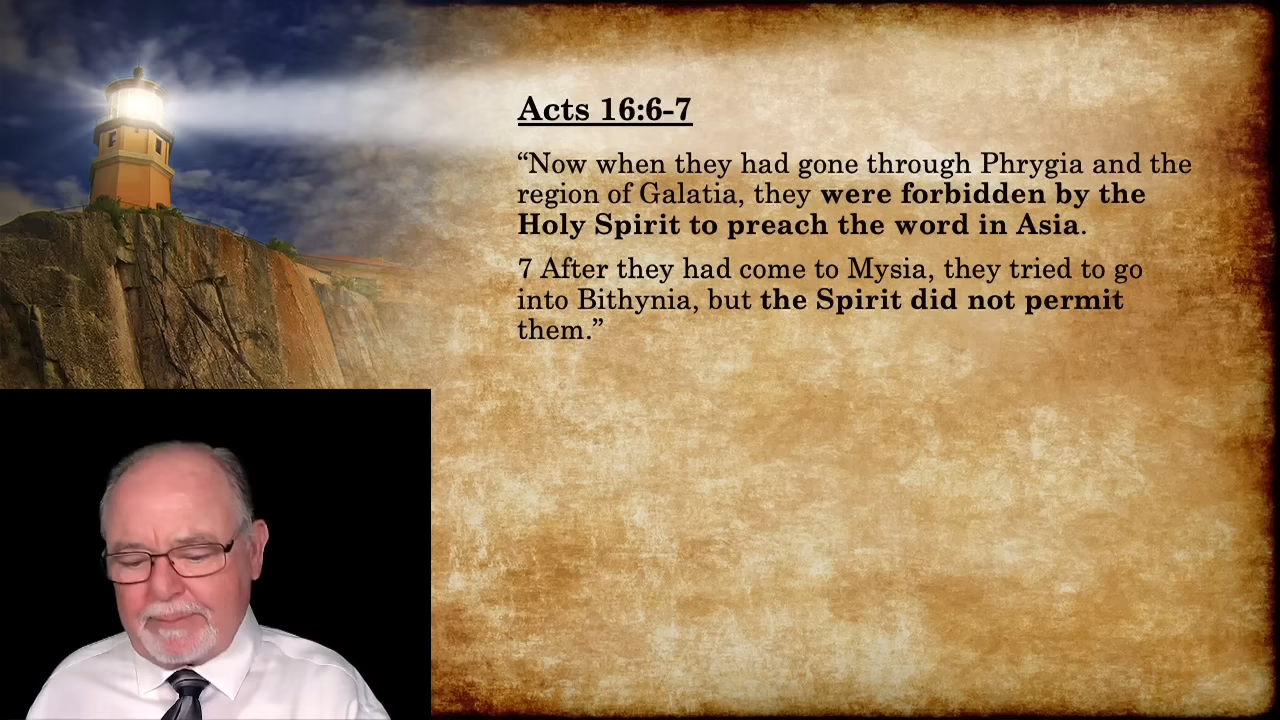 Acts 16:6-7
“Now when they had gone through Phrygia and the
region of Galatia, they were forbidden by the
Holy Spirit to preach the word in Asia.
7 After they had come to Mysia, they tried to go
into Bithynia, but the Spirit did not permit
them.”